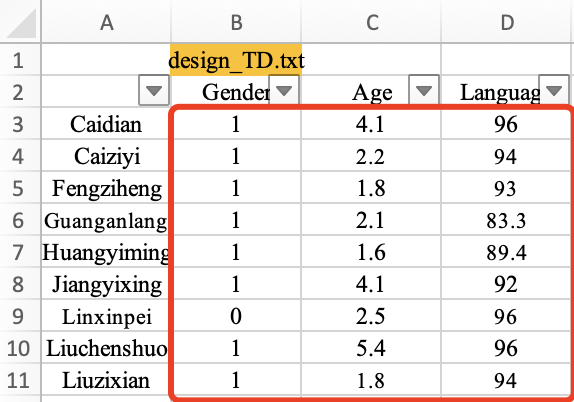 A B C D
1 design_TD.txt
2 Gender Age Languag
3 Caidian 1 4.1 96
4 Caiziyi 1 2.2 94
5 Fengziheng 1 1.8 93
6 Guanganlang 1 2.1 83.3
7 Huangyiming 1 1.6 89.4
8 Jiangyixing 1 4.1 92
9 Linxinpei 0 2.5 96
10 Liuchenshuo 1 5.4 96
11 Liuzixian 1 1.8 94